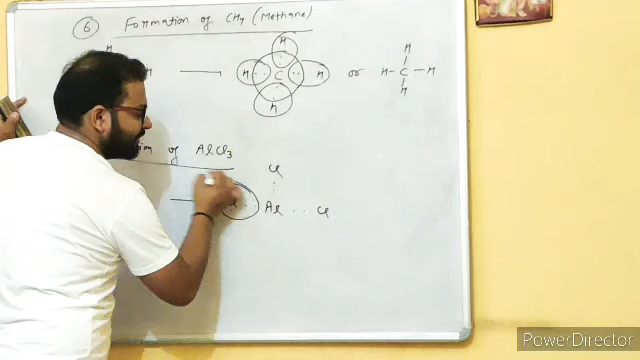 ⑥ Formation of CH₄ (Methane)
H
H
H C H or H-C-H
H
H
H
of AlCl₃
Cl
Al Cl
PowerDirector